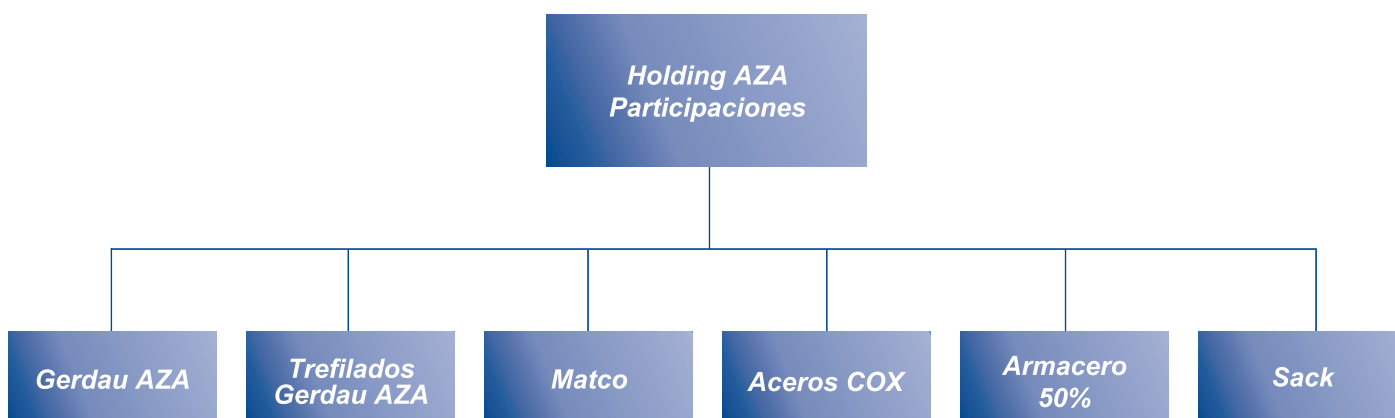 Holding AZA
Participaciones
Gerdau AZA
Trefilados
Gerdau AZA
Matco
Aceros COX
Armacero
50%
Sack